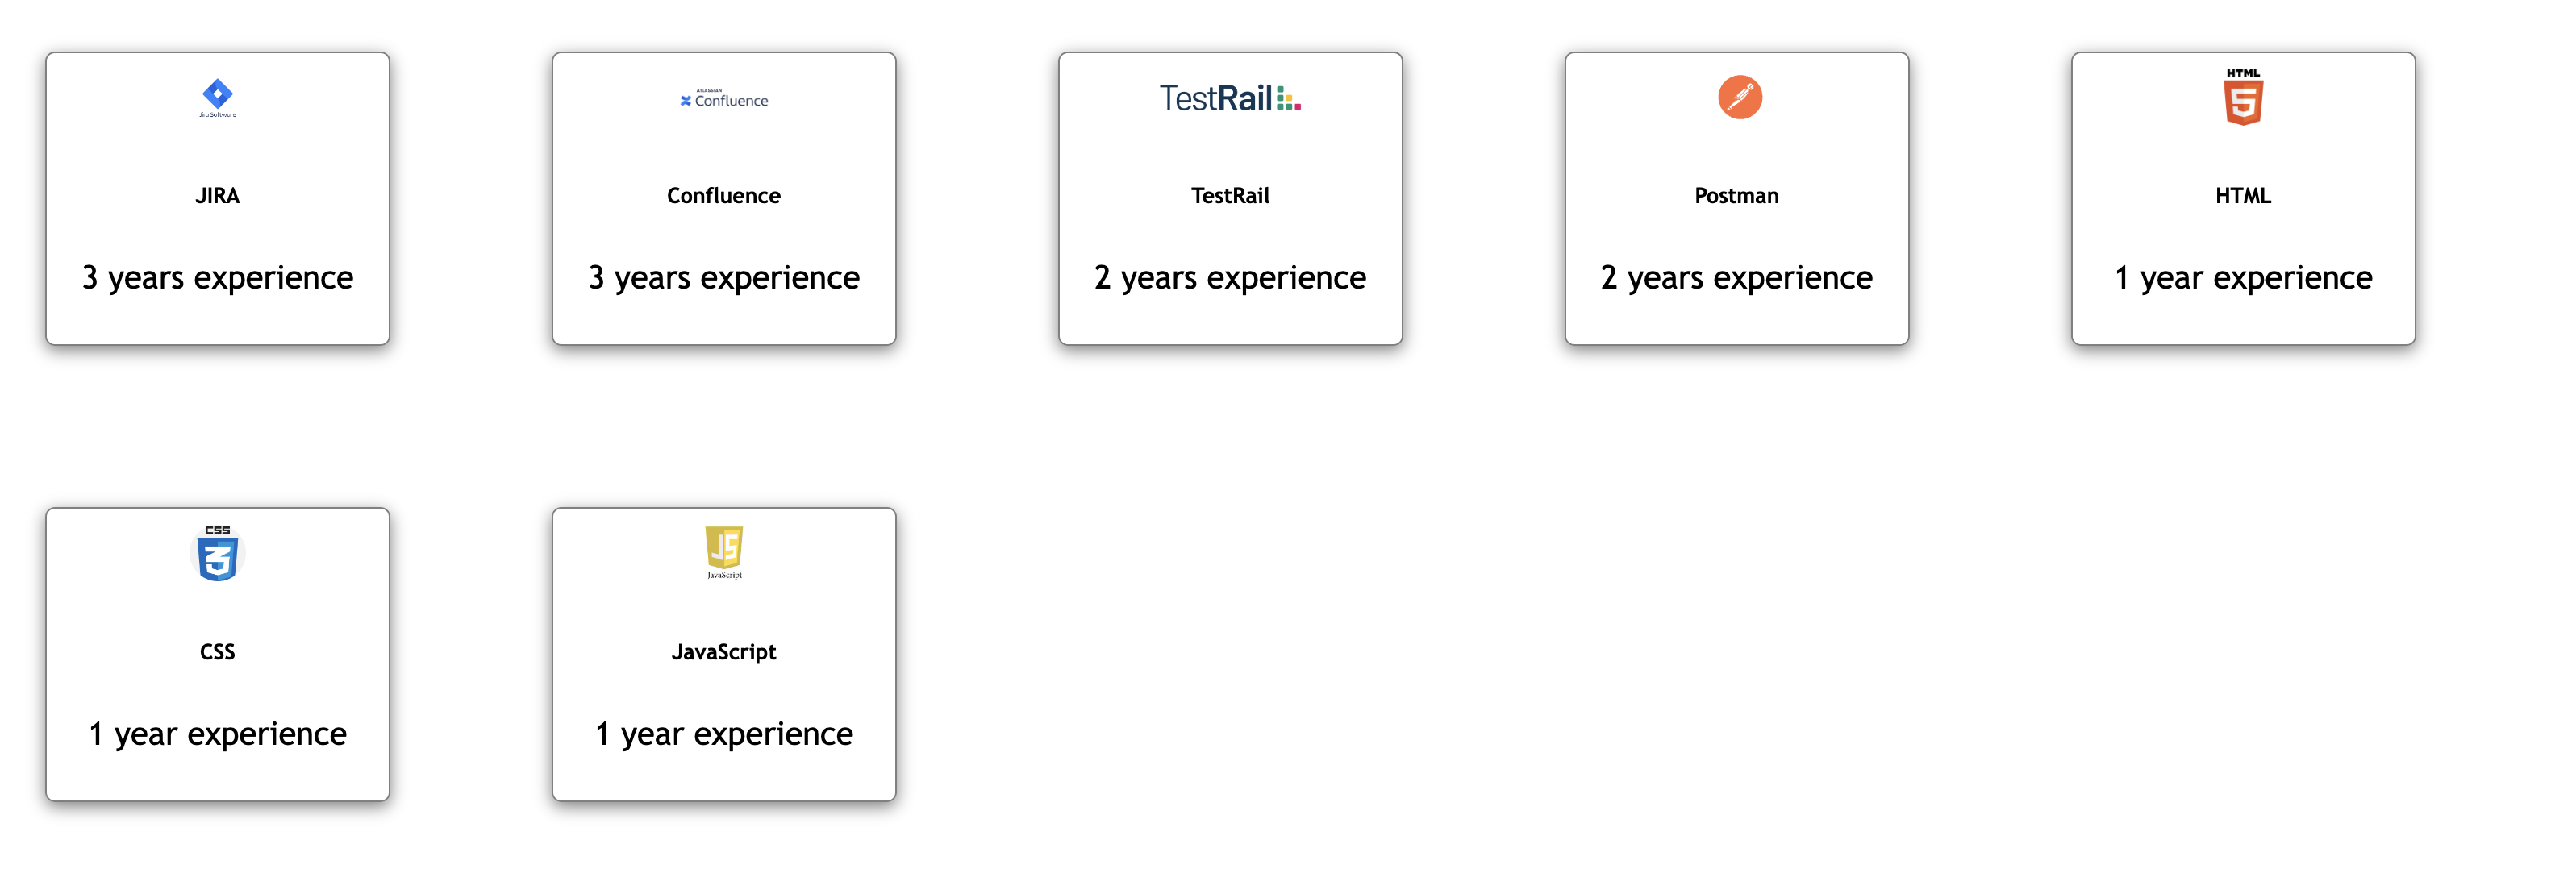 Jira Software
JIRA
3 years experience
ATLASSIAN
Confluence
Confluence
3 years experience
TestRail
TestRail
2 years experience
Postman
2 years experience
HTML
5
HTML
1 year experience
CSS
3
CSS
1 year experience
JS
JavaScript
JavaScript
1 year experience